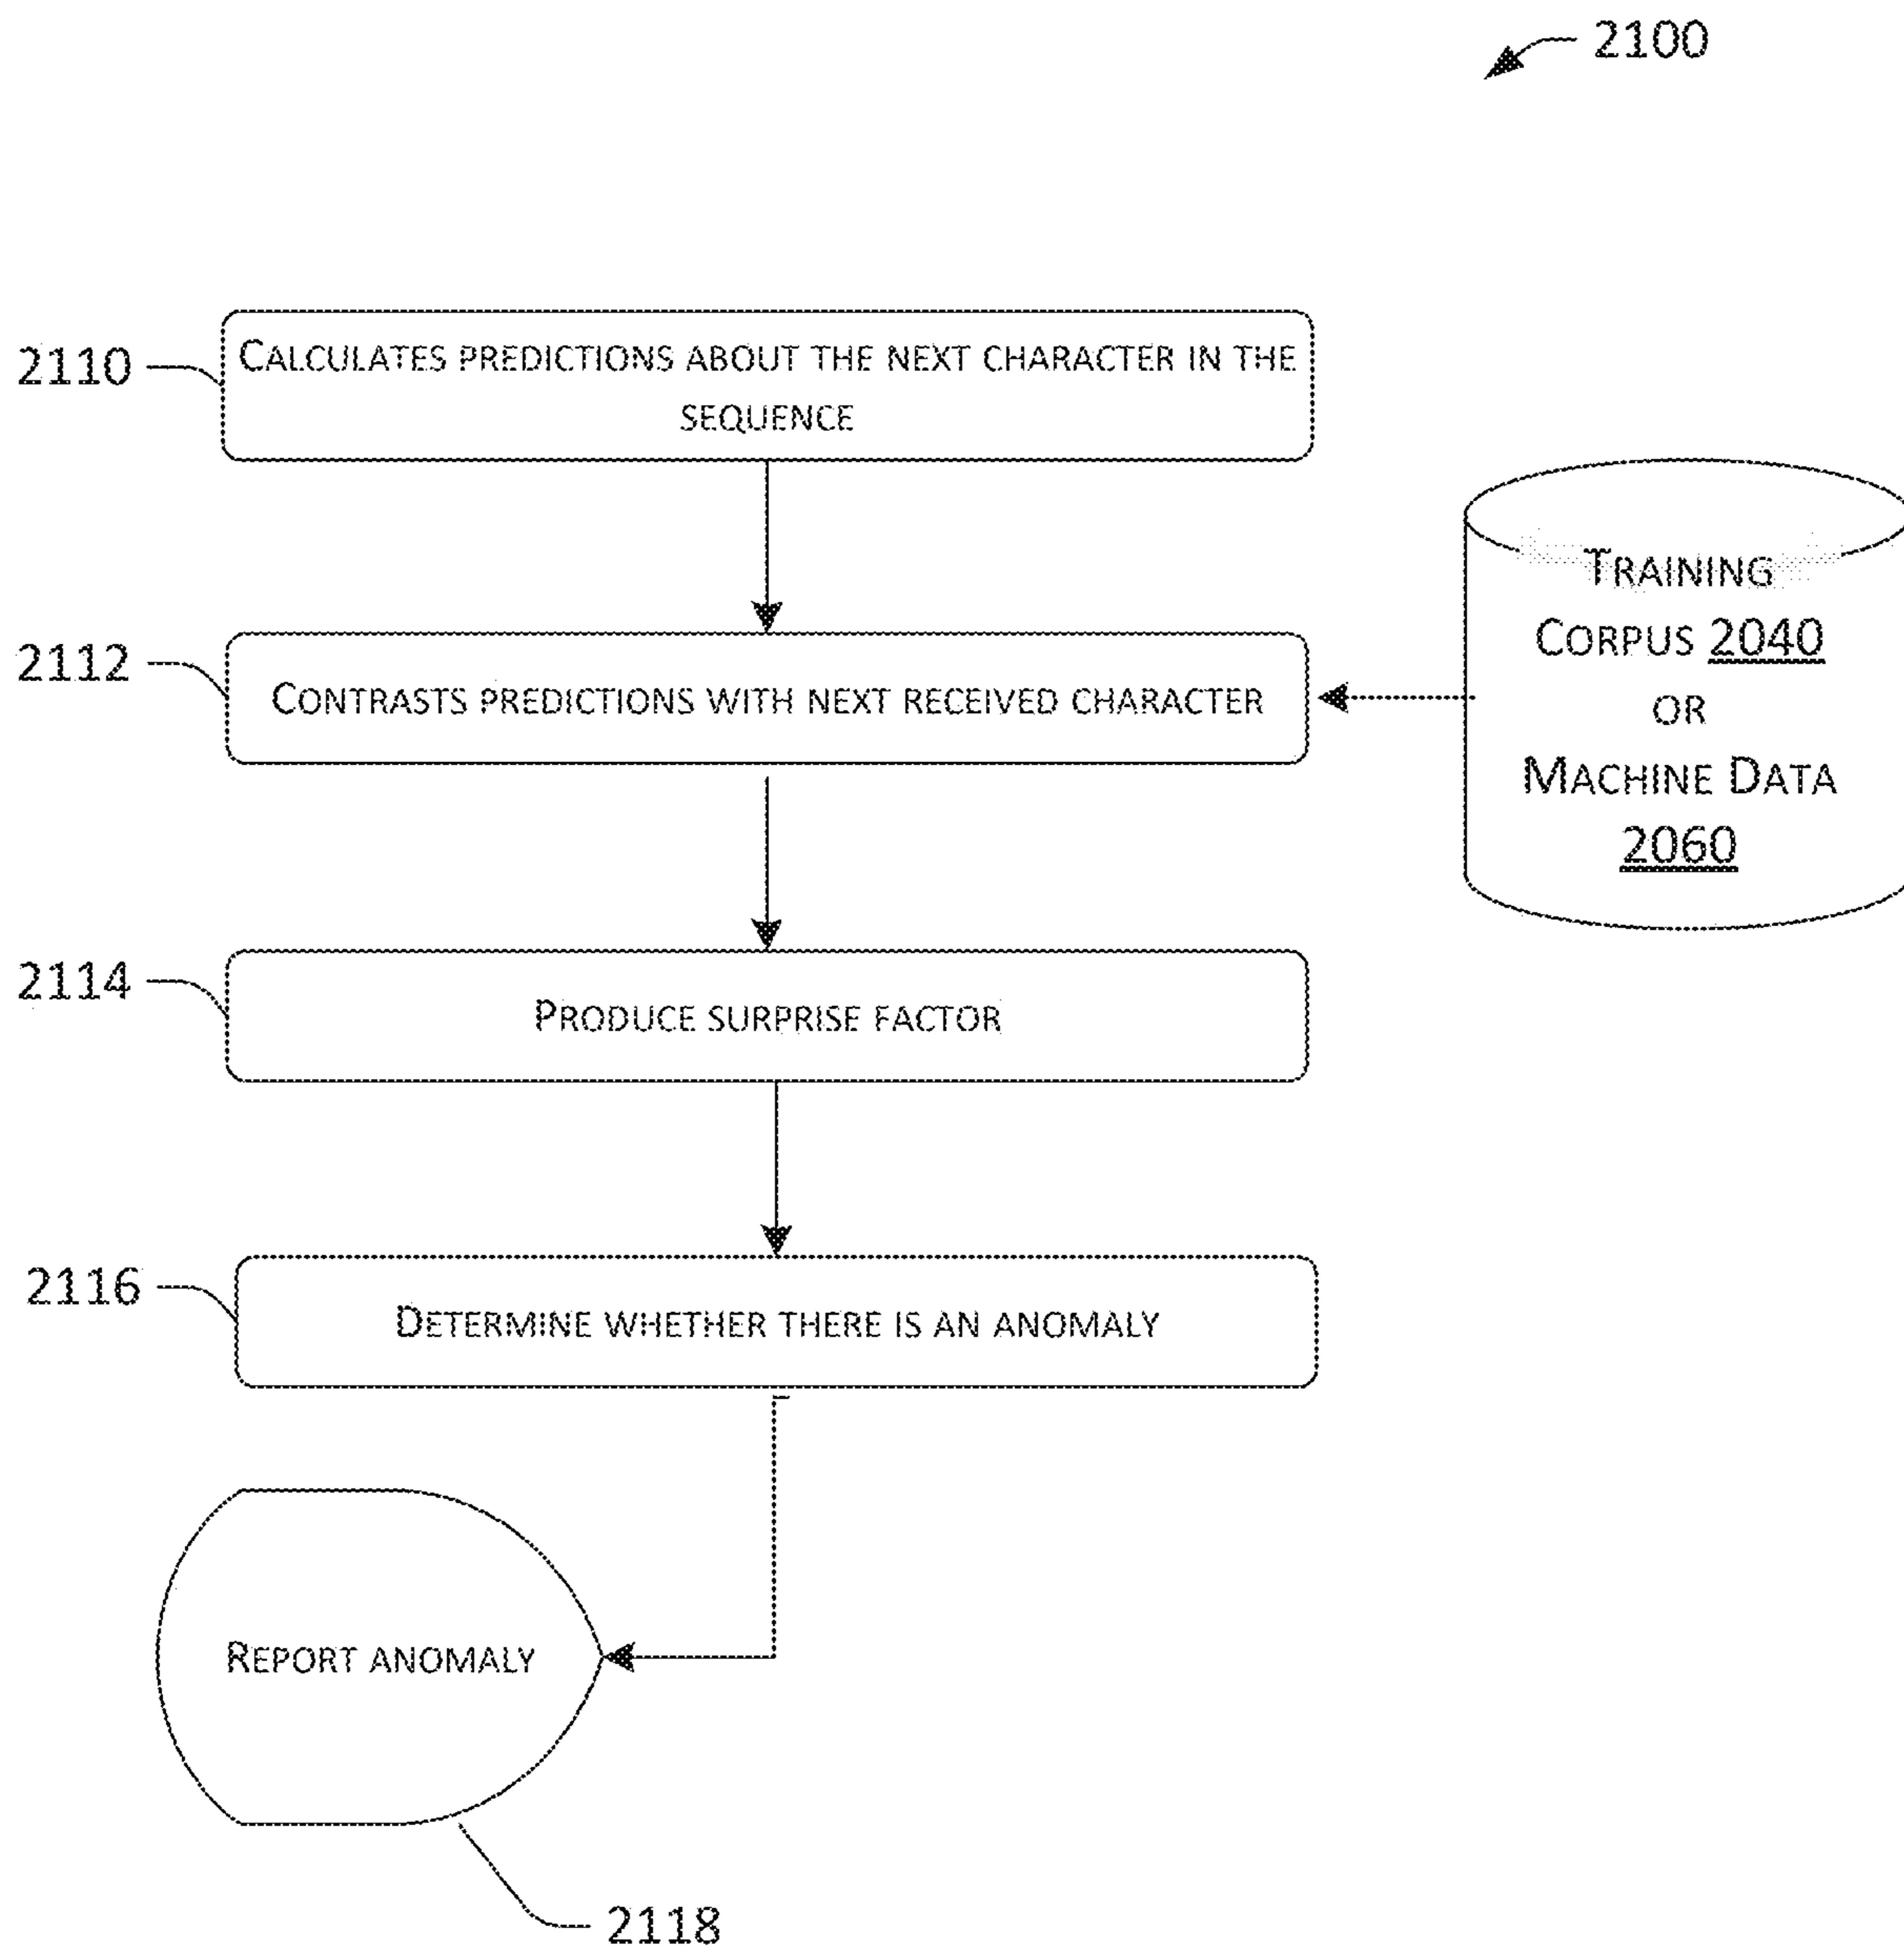 2100
2110
CALCULATES PREDICTIONS ABOUT THE NEXT CHARACTER IN THE
SEQUENCE
TRAINING
CORPUS 2040
OR
MACHINE DATA
2060
2112
CONTRASTS PREDICTIONS WITH NEXT RECEIVED CHARACTER
2114
PRODUCE SURPRISE FACTOR
2116
DETERMINE WHETHER THERE IS AN ANOMALY
REPORT ANOMALY
2118